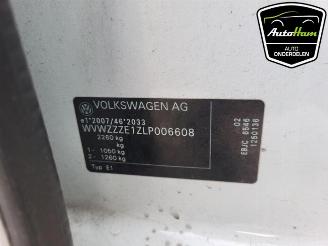 AutoHam
AUTO-ONDERDELEN
VOLKSWAGEN AG
e1*2007/46*2033
WVWZZZE1ZLP006608
2260 kg
kg
1- 1060 kg
2- 1260 kg
Typ E1
02
EBJC 6546
1250136